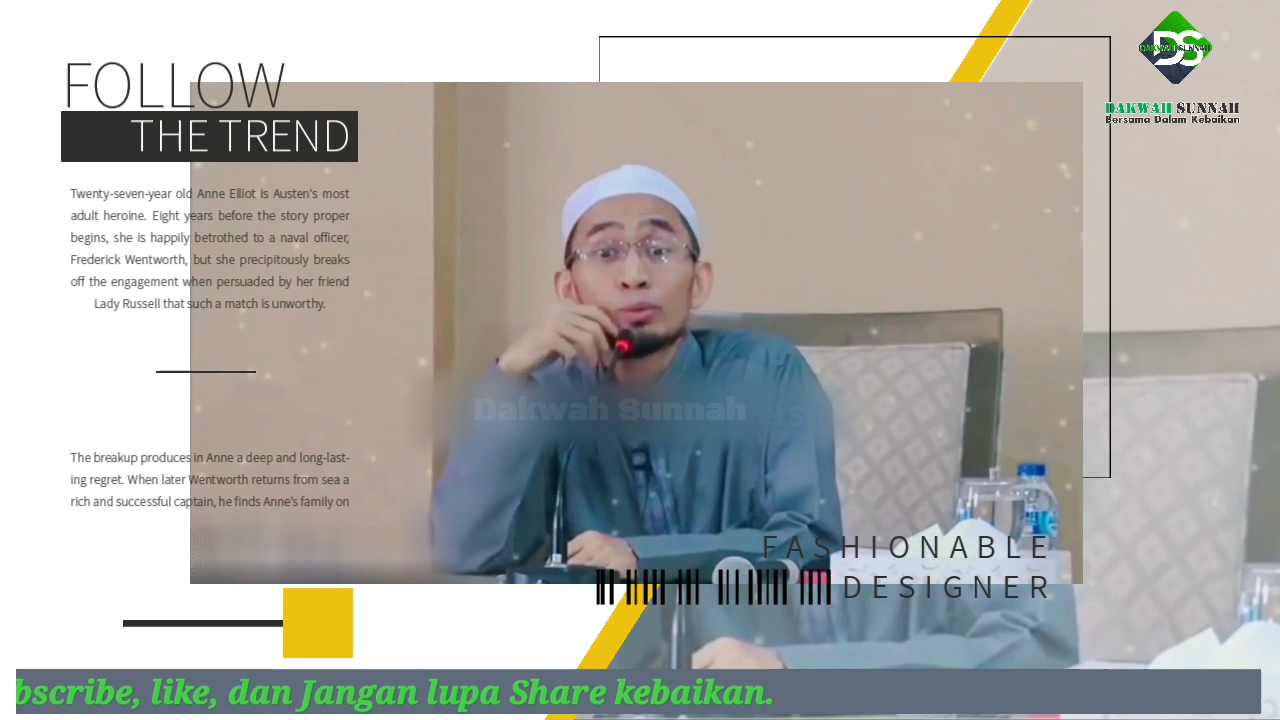 FOLLOW
THE TREND
Twenty-seven-year old Anne Elliot is Austen's most
adult heroine. Eight years before the story proper
begins, she is happily betrothed to a naval officer,
Frederick Wentworth, but she precipitously breaks
off the engagement when persuaded by her friend
Lady Russell that such a match is unworthy.
The breakup produces in Anne a deep and long-last-
ing regret. When later Wentworth returns from sea a
rich and successful captain, he finds Anne's family on
DS
DAKWAH SUNNAH
DAKWAH SUNNAH
Bersama Dalam Kebaikan
Dakwah Sunnah
FASHIONABLE
DESIGNER
bscribe, like, dan Jangan lupa Share kebaikan.